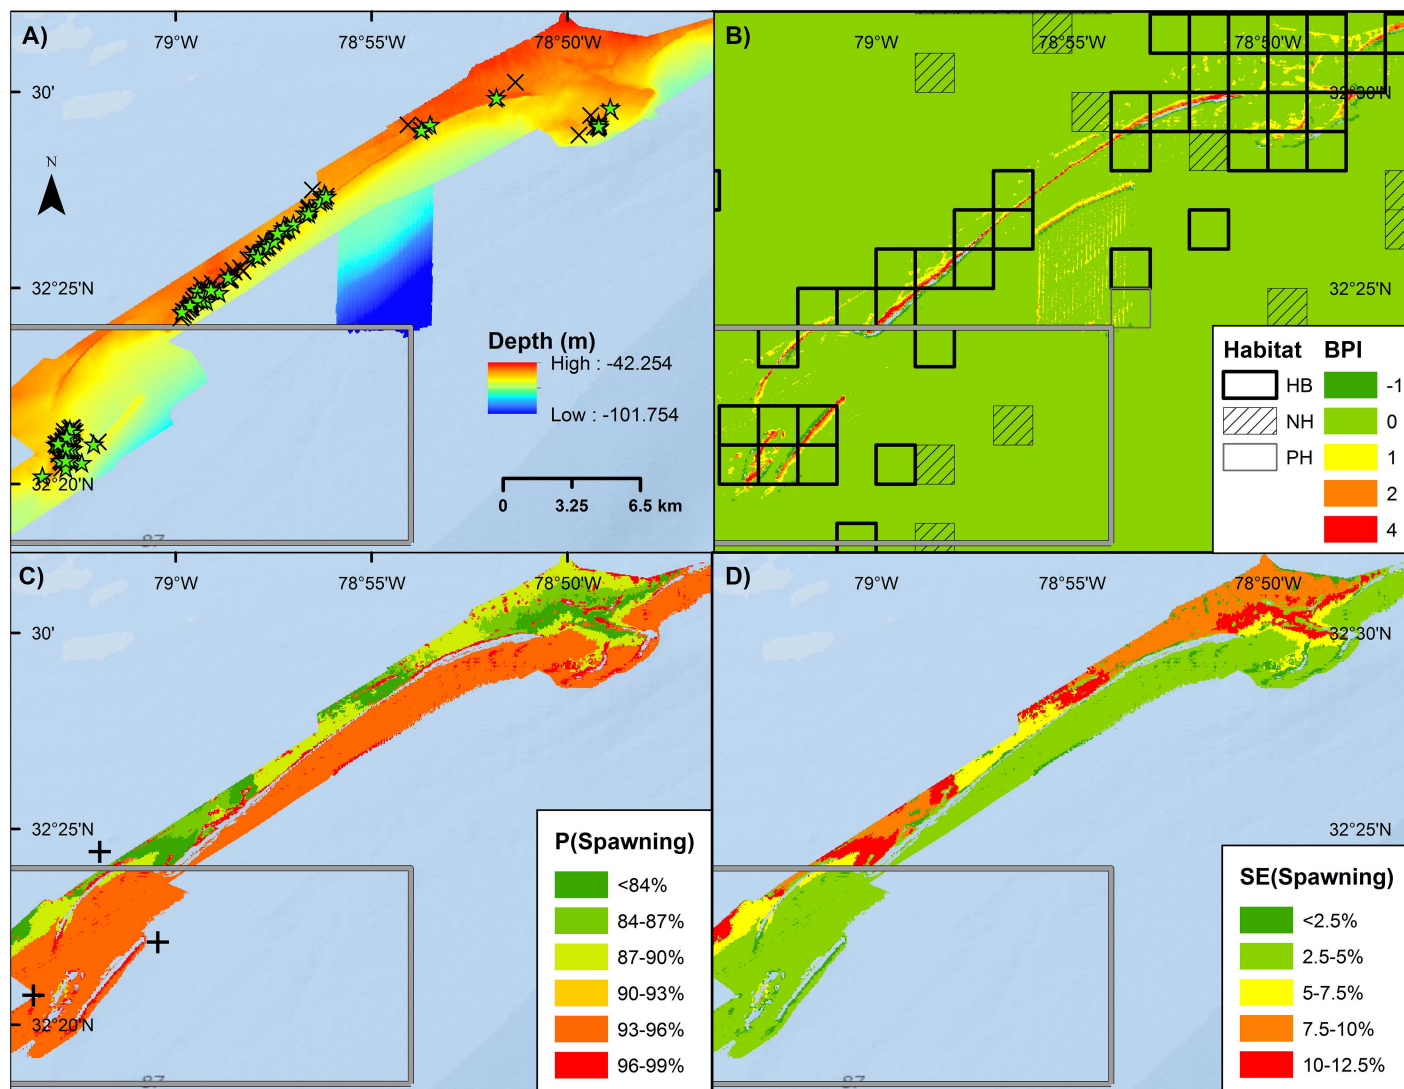 A)
79°W
78°55'W
78°50'W
30'
N
32°25'N
32°20'N
Depth (m)
High : -42.254
Low : -101.754
0 3.25 6.5 km
B)
79°W
78°55'W
78°50'W
32°30'N
32°25'N
Habitat BPI
HB
NH
PH
-1
0
1
2
4
C)
79°W
78°55'W
78°50'W
30'
32°25'N
32°20'N
P(Spawning)
<84%
84-87%
87-90%
90-93%
93-96%
96-99%
D)
79°W
78°55'W
78°50'W
32°30'N
32°25'N
SE(Spawning)
<2.5%
2.5-5%
5-7.5%
7.5-10%
10-12.5%